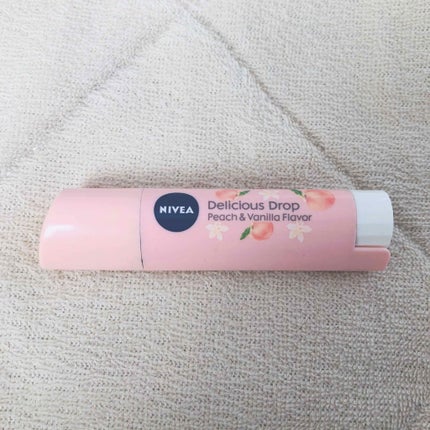 NIVEA
Delicious Drop
Peach & Vanilla Flavor